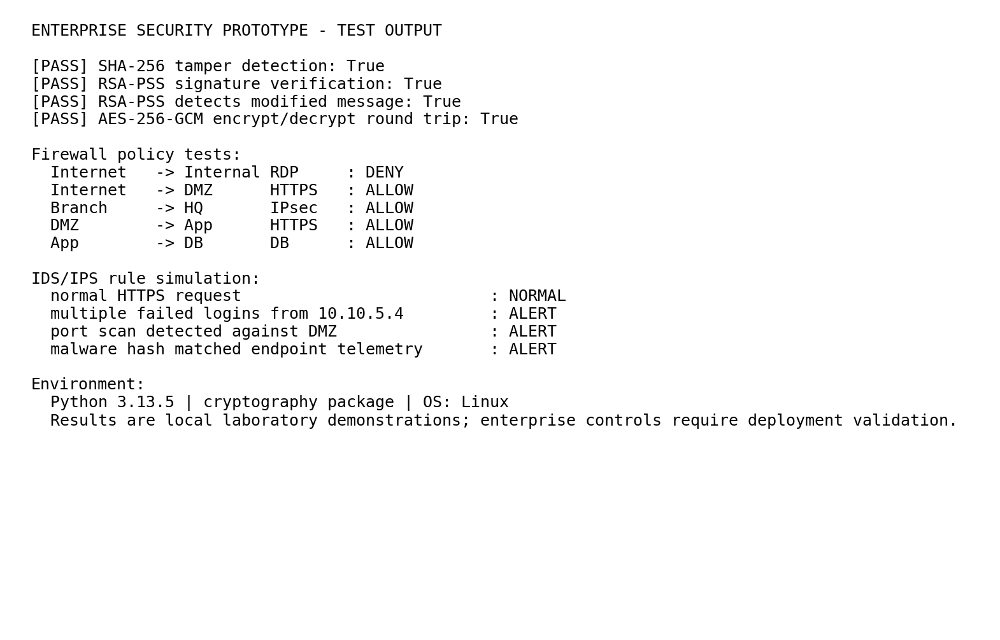 ENTERPRISE SECURITY PROTOTYPE - TEST OUTPUT

[PASS] SHA-256 tamper detection: True
[PASS] RSA-PSS signature verification: True
[PASS] RSA-PSS detects modified message: True
[PASS] AES-256-GCM encrypt/decrypt round trip: True

Firewall policy tests:
  Internet   -> Internal RDP     : DENY
  Internet   -> DMZ      HTTPS   : ALLOW
  Branch     -> HQ       IPsec   : ALLOW
  DMZ        -> App      HTTPS   : ALLOW
  App        -> DB       DB      : ALLOW

IDS/IPS rule simulation:
  normal HTTPS request                          : NORMAL
  multiple failed logins from 10.10.5.4         : ALERT
  port scan detected against DMZ                : ALERT
  malware hash matched endpoint telemetry       : ALERT

Environment:
  Python 3.13.5 | cryptography package | OS: Linux
  Results are local laboratory demonstrations; enterprise controls require deployment validation.